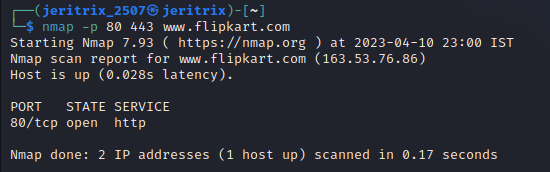 ┌──(jeritrix_2507㉿jeritrix)-[~]
└─$ nmap -p 80 443 www.flipkart.com
Starting Nmap 7.93 ( https://nmap.org ) at 2023-04-10 23:00 IST
Nmap scan report for www.flipkart.com (163.53.76.86)
Host is up (0.028s latency).
PORT   STATE SERVICE
80/tcp open  http
Nmap done: 2 IP addresses (1 host up) scanned in 0.17 seconds